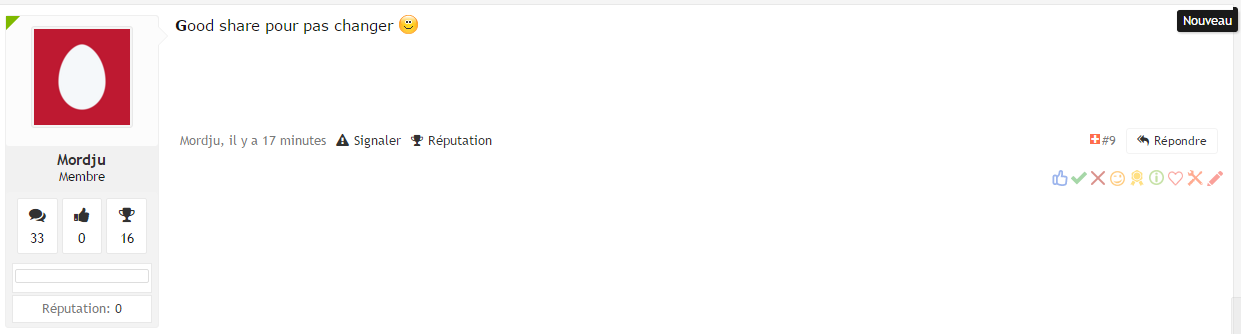 Good share pour pas changer
Nouveau
Mordju, il y a 17 minutes Signaler Réputation
#9 Répondre
Mordju
Membre
33 0 16
Réputation: 0